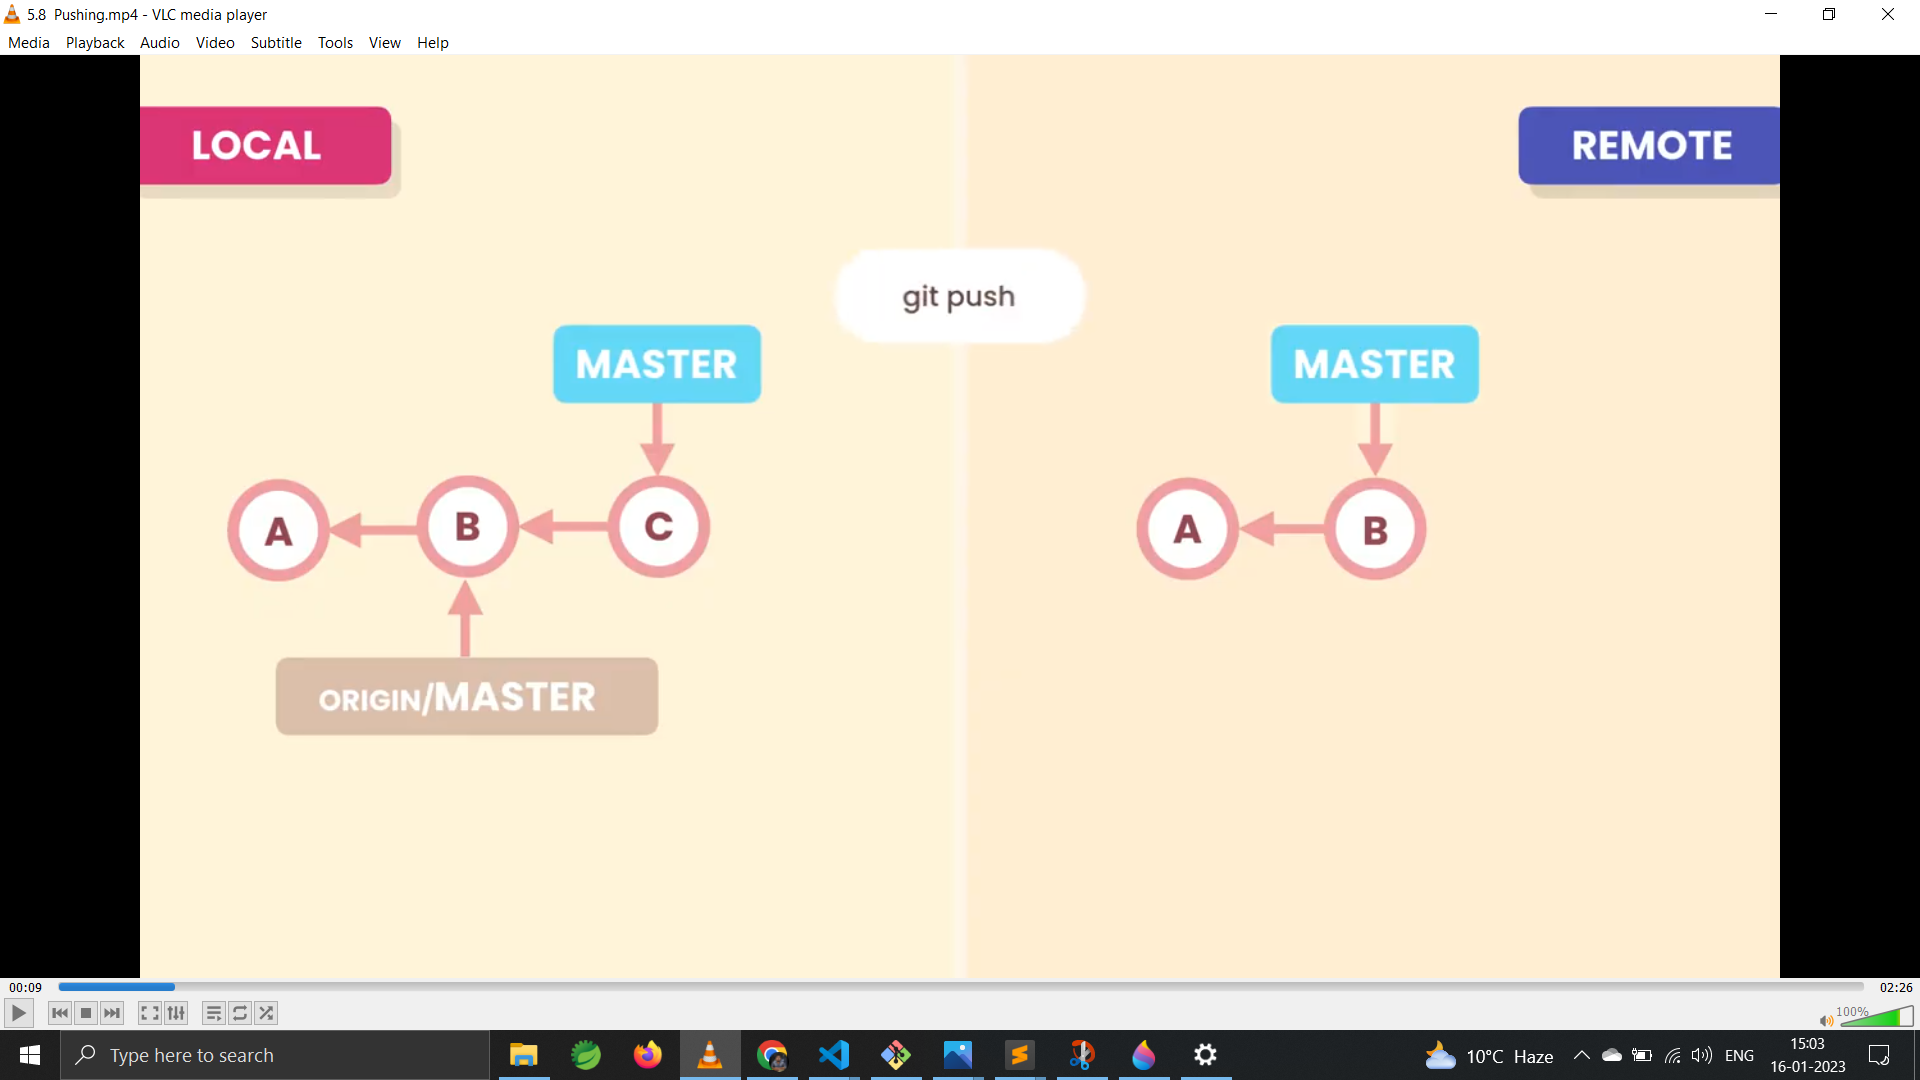 5.8  Pushing.mp4 - VLC media player
Media Playback Audio Video Subtitle Tools View Help
LOCAL
REMOTE
git push
MASTER
MASTER
A
B
C
A
B
ORIGIN/MASTER
00:09
02:26
100%
Type here to search
10°C Haze
ENG
15:03
16-01-2023